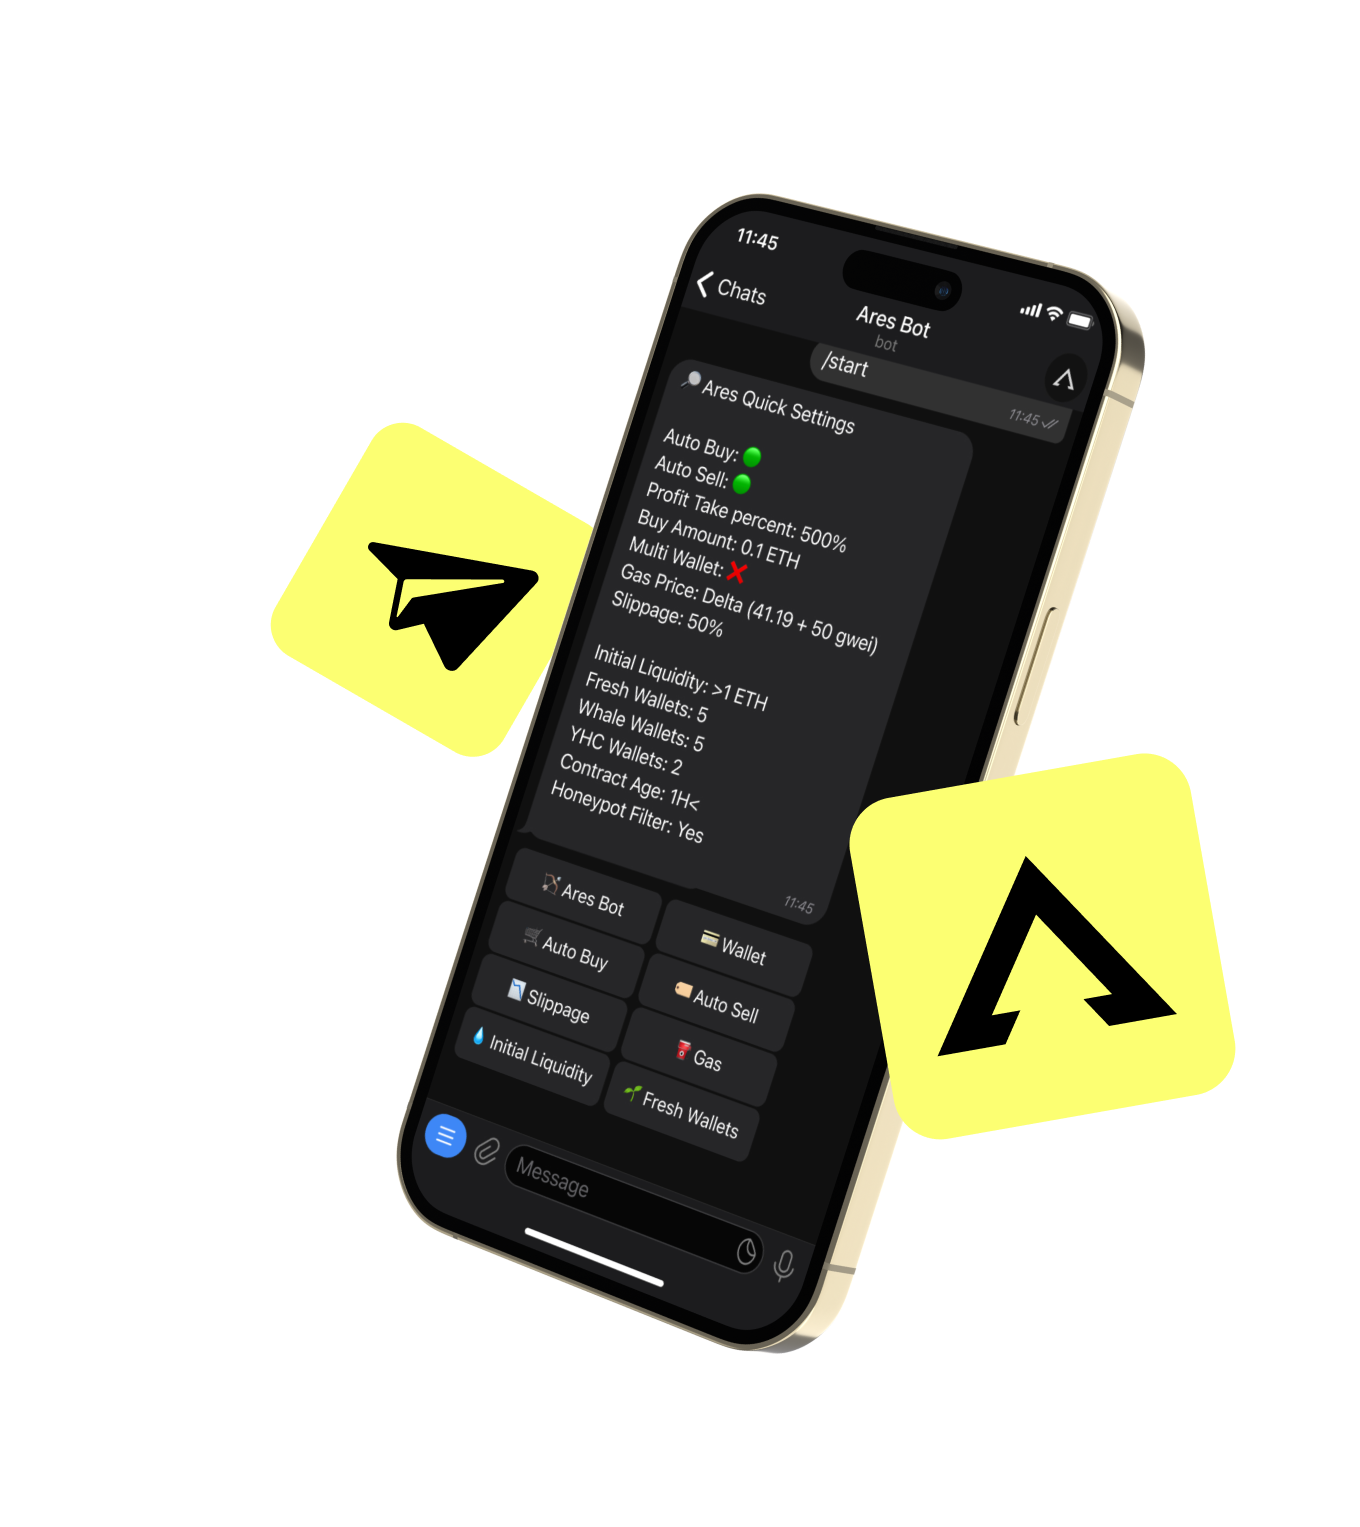 11:45
Chats
Ares Bot
bot
/start
11:45
🔎Ares Quick Settings
Auto Buy: 🟢
Auto Sell: 🟢
Profit Take percent: 500%
Buy Amount: 0.1 ETH
Multi Wallet: ❌
Gas Price: Delta (41.19 + 50 gwei)
Slippage: 50%
Initial Liquidity: >1 ETH
Fresh Wallets: 5
Whale Wallets: 5
YHC Wallets: 2
Contract Age: 1H<
Honeypot Filter: Yes
11:45
🏹Ares Bot
💳Wallet
🛒Auto Buy
🏷️Auto Sell
📉Slippage
⛽Gas
💧Initial Liquidity
🌱Fresh Wallets
Message